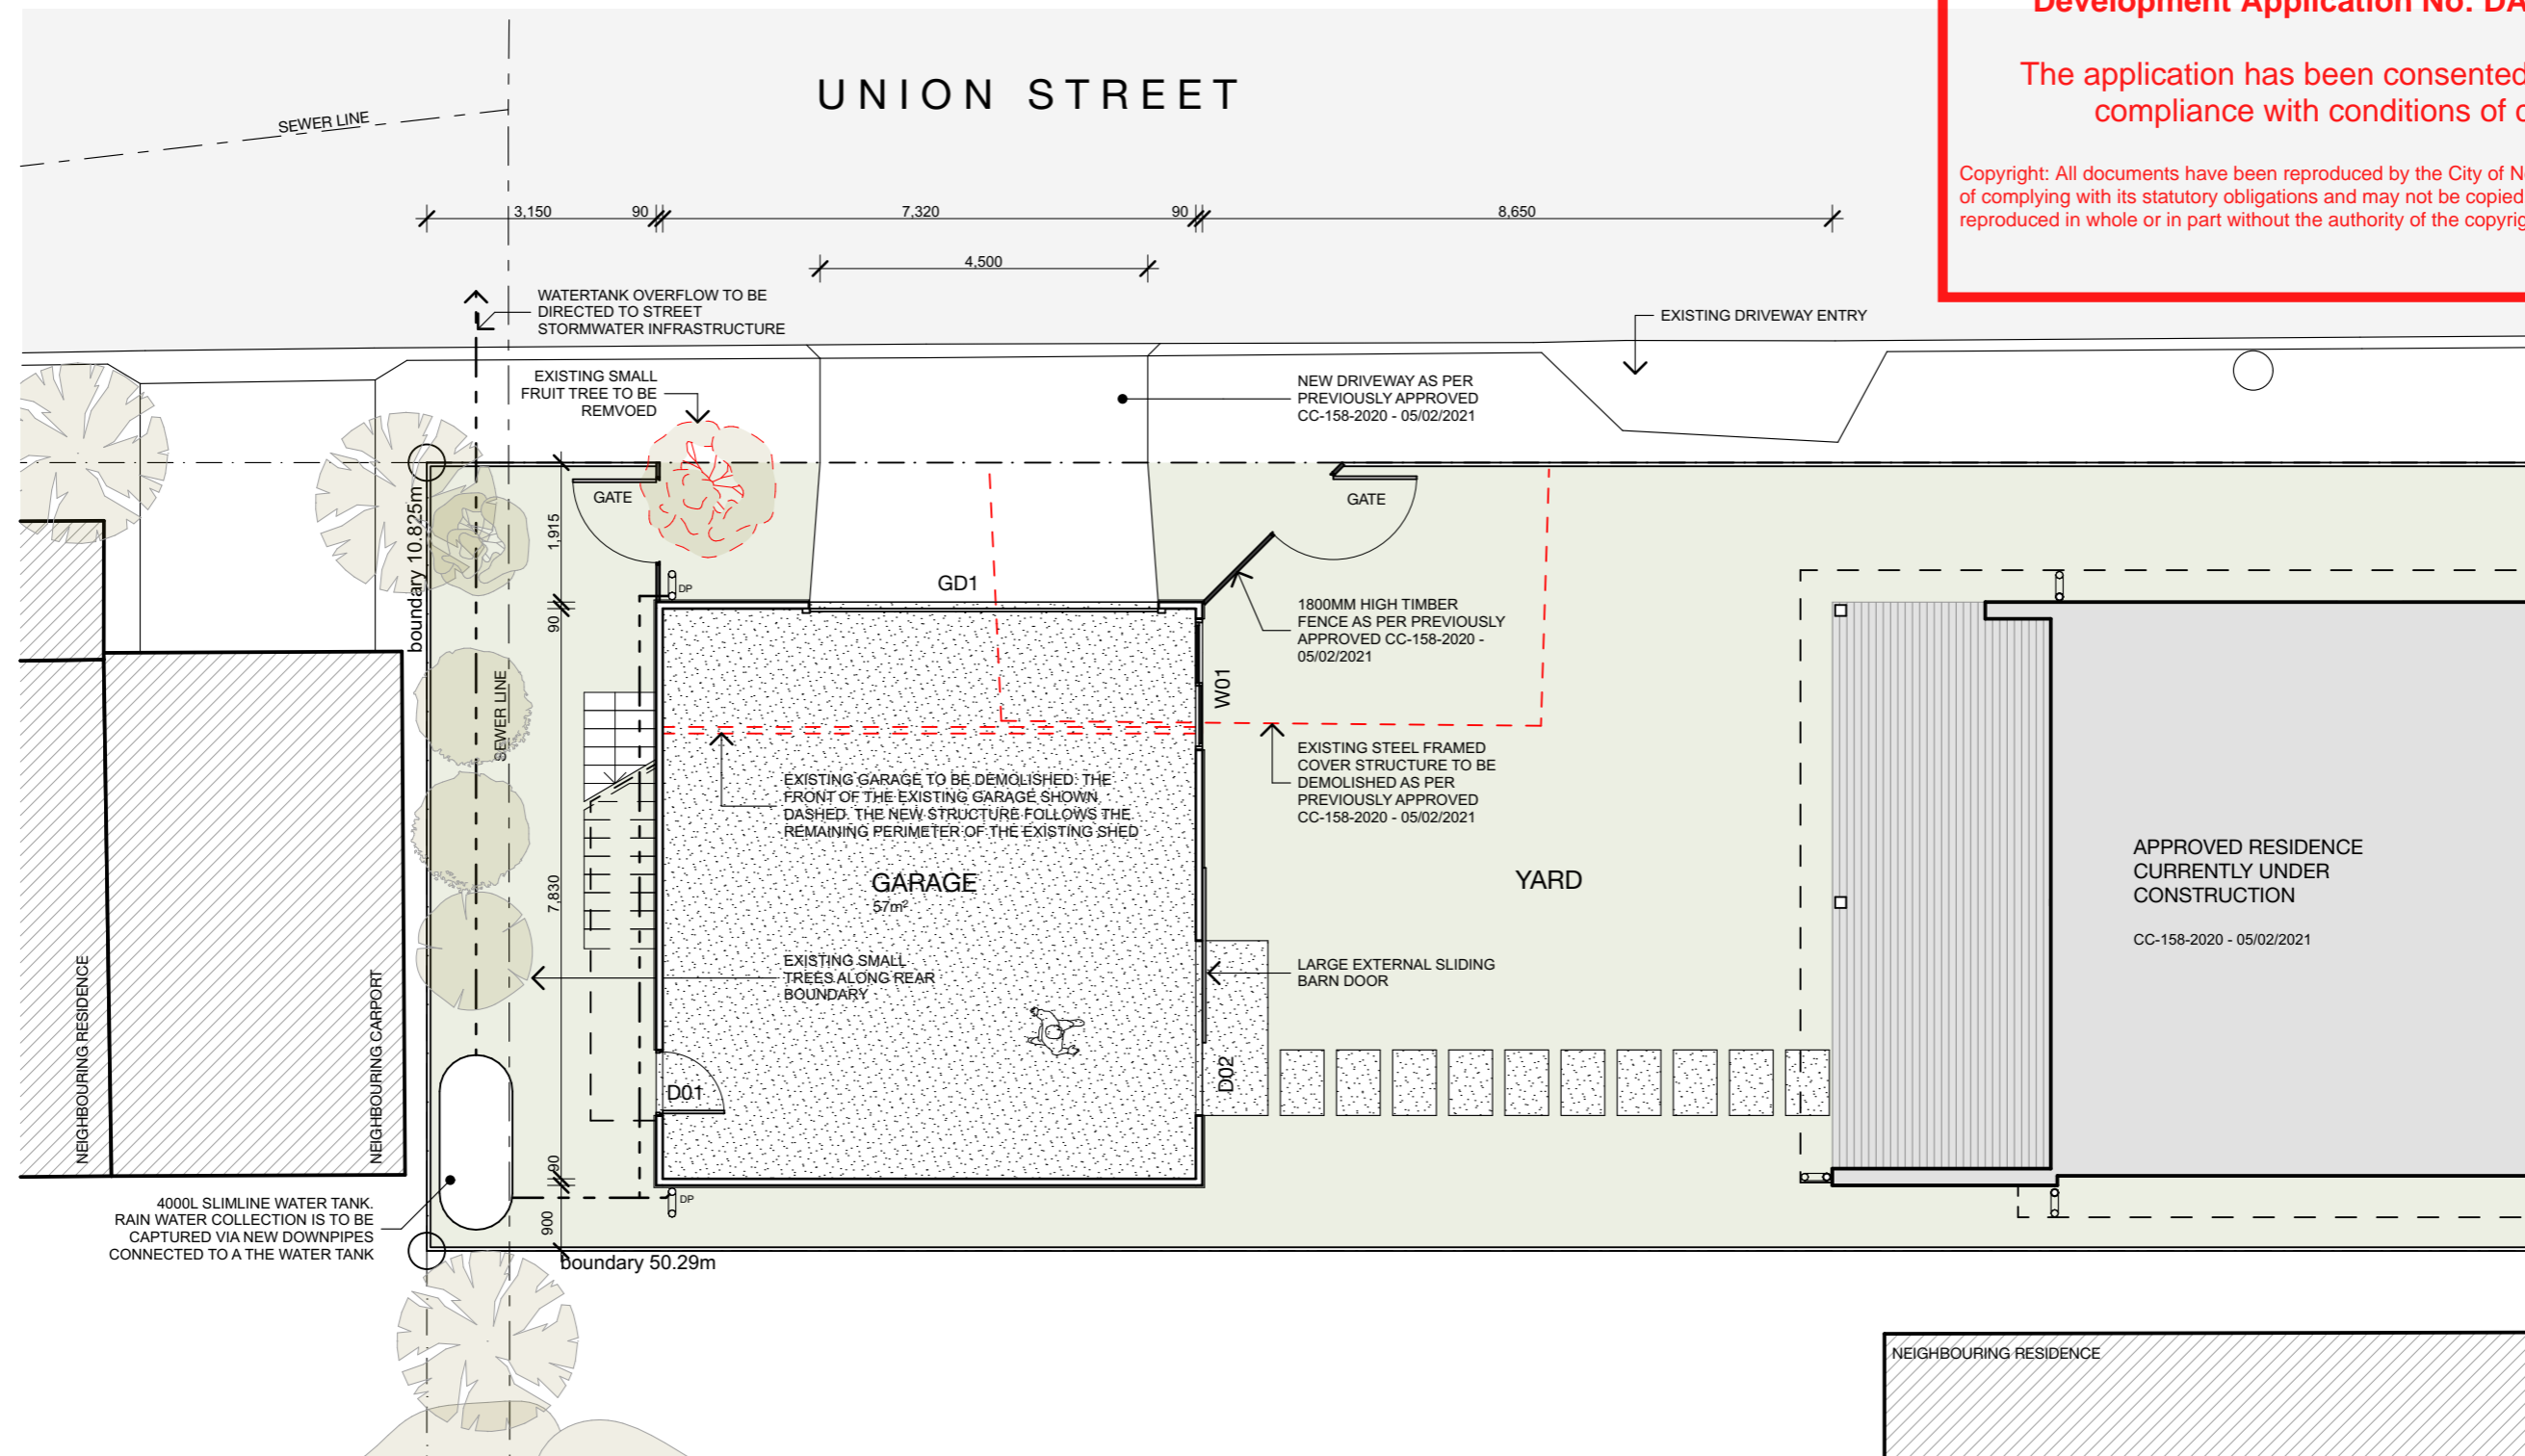 Development Application No: DA
The application has been consented
compliance with conditions of
Copyright: All documents have been reproduced by the City of
of complying with its statutory obligations and may not be copied
reproduced in whole or in part without the authority of the
UNION STREET
SEWER LINE
3,150
90
7,320
90
8,650
4,500
WATERTANK OVERFLOW TO BE
DIRECTED TO STREET
STORMWATER INFRASTRUCTURE
EXISTING DRIVEWAY ENTRY
EXISTING SMALL
FRUIT TREE TO BE
REMVOED
NEW DRIVEWAY AS PER
PREVIOUSLY APPROVED
CC-158-2020 - 05/02/2021
GATE
GATE
boundary 10.825m
1,915
90
7,830
90
900
DP
GD1
1800MM HIGH TIMBER
FENCE AS PER PREVIOUSLY
APPROVED CC-158-2020 -
05/02/2021
W01
SEWER LINE
EXISTING STEEL FRAMED
COVER STRUCTURE TO BE
DEMOLISHED AS PER
PREVIOUSLY APPROVED
CC-158-2020 - 05/02/2021
EXISTING GARAGE TO BE DEMOLISHED. THE
FRONT OF THE EXISTING GARAGE SHOWN
DASHED. THE NEW STRUCTURE FOLLOWS THE
REMAINING PERIMETER OF THE EXISTING SHED
GARAGE
57m²
YARD
APPROVED RESIDENCE
CURRENTLY UNDER
CONSTRUCTION
CC-158-2020 - 05/02/2021
EXISTING SMALL
TREES ALONG REAR
BOUNDARY
LARGE EXTERNAL SLIDING
BARN DOOR
NEIGHBOURING RESIDENCE
NEIGHBOURING CARPORT
D01
D02
DP
4000L SLIMLINE WATER TANK.
RAIN WATER COLLECTION IS TO BE
CAPTURED VIA NEW DOWNPIPES
CONNECTED TO A THE WATER TANK
boundary 50.29m
NEIGHBOURING RESIDENCE